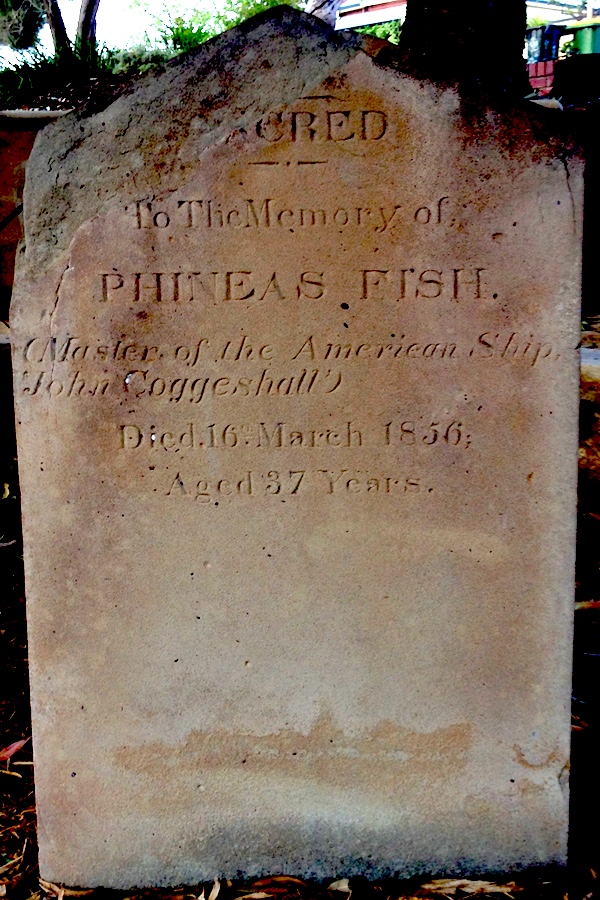 SACRED
To The Memory of
PHINEAS FISH.
(Master of the American Ship,
'John Coggeshall')
Died 16th March 1856;
Aged 37 Years.